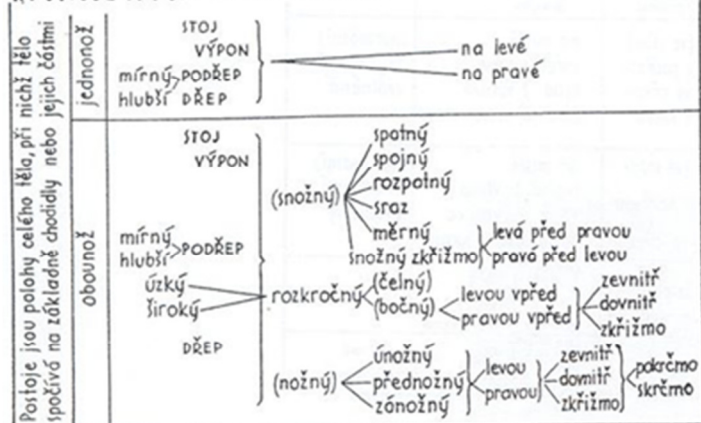 Postoje jsou polohy celého těla, při nichž tělo
spočívá na základně chodidly nebo jejich částmi
jednonož
STOJ
VÝPON
mírný
hlubší
PODŘEP
DŘEP
na levé
na pravé
obounož
STOJ
VÝPON
mírný
hlubší
PODŘEP
úzký
široký
DŘEP
(snožný)
spatný
spojný
rozpatný
sraz
měrný
snožný zkřižmo
levá před pravou
pravá před levou
rozkročný
(čelný)
(bočný)
levou vpřed
pravou vpřed
zevnitř
dovnitř
zkřižmo
(nožný)
únožný
přednožný
zánožný
levou
pravou
zevnitř
dovnitř
zkřižmo
pokrčmo
skrčmo